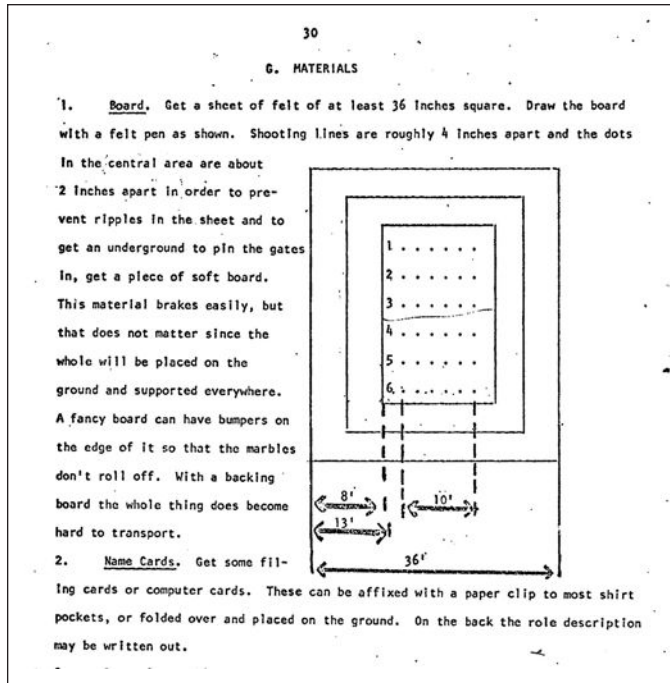 30
G. MATERIALS
1. Board. Get a sheet of felt of at least 36 inches square. Draw the board
with a felt pen as shown. Shooting lines are roughly 4 inches apart and the dots
in the central area are about
2 inches apart in order to pre-
vent ripples in the sheet and to
get an underground to pin the gates
in, get a piece of soft board.
This material brakes easily, but
that does not matter since the
whole will be placed on the
ground and supported everywhere.
A fancy board can have bumpers on
the edge of it so that the marbles
don't roll off. With a backing
board the whole thing does become
hard to transport.
1
2
3
4
5
6
8'
10'
13'
36'
2. Name Cards. Get some fil-
ing cards or computer cards. These can be affixed with a paper clip to most shirt
pockets, or folded over and placed on the ground. On the back the role description
may be written out.